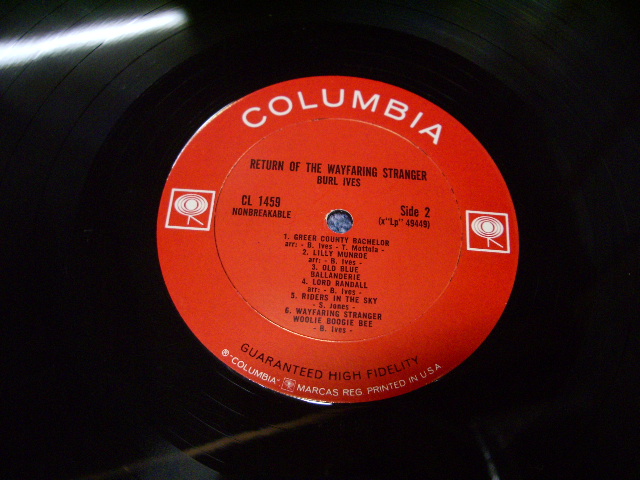 COLUMBIA
RETURN OF THE WAYFARING STRANGER
BURL IVES
CL 1459
NONBREAKABLE
Side 2
(x"Lp" 49449)
1. GREER COUNTY BACHELOR
arr: - B. Ives - T. Mottola -
2. LILLY MUNROE
arr: - B. Ives -
3. OLD BLUE
BALLANDERIE
4. LORD RANDALL
arr: - B. Ives -
5. RIDERS IN THE SKY
- S. Jones -
6. WAYFARING STRANGER
WOOLIE BOOGIE BEE
- B. Ives -
GUARANTEED HIGH FIDELITY
® "COLUMBIA" MARCAS REG. PRINTED IN U.S.A.